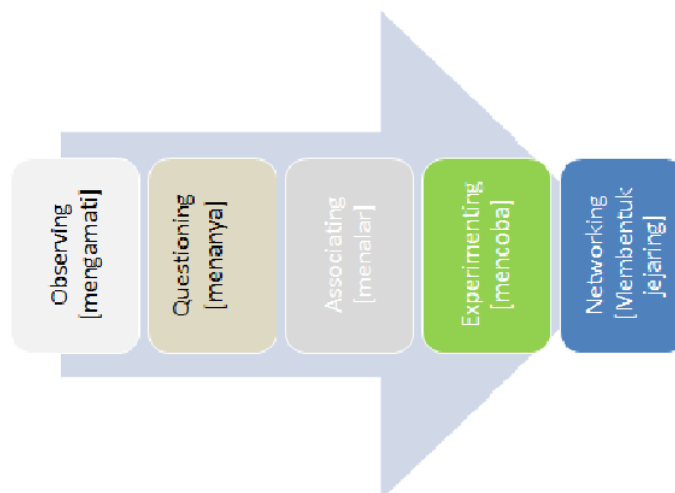 Observing
[mengamati]
Questioning
[menanya]
Associating
[menalar]
Experimenting
[mencoba]
Networking
[Membentuk
jejaring]